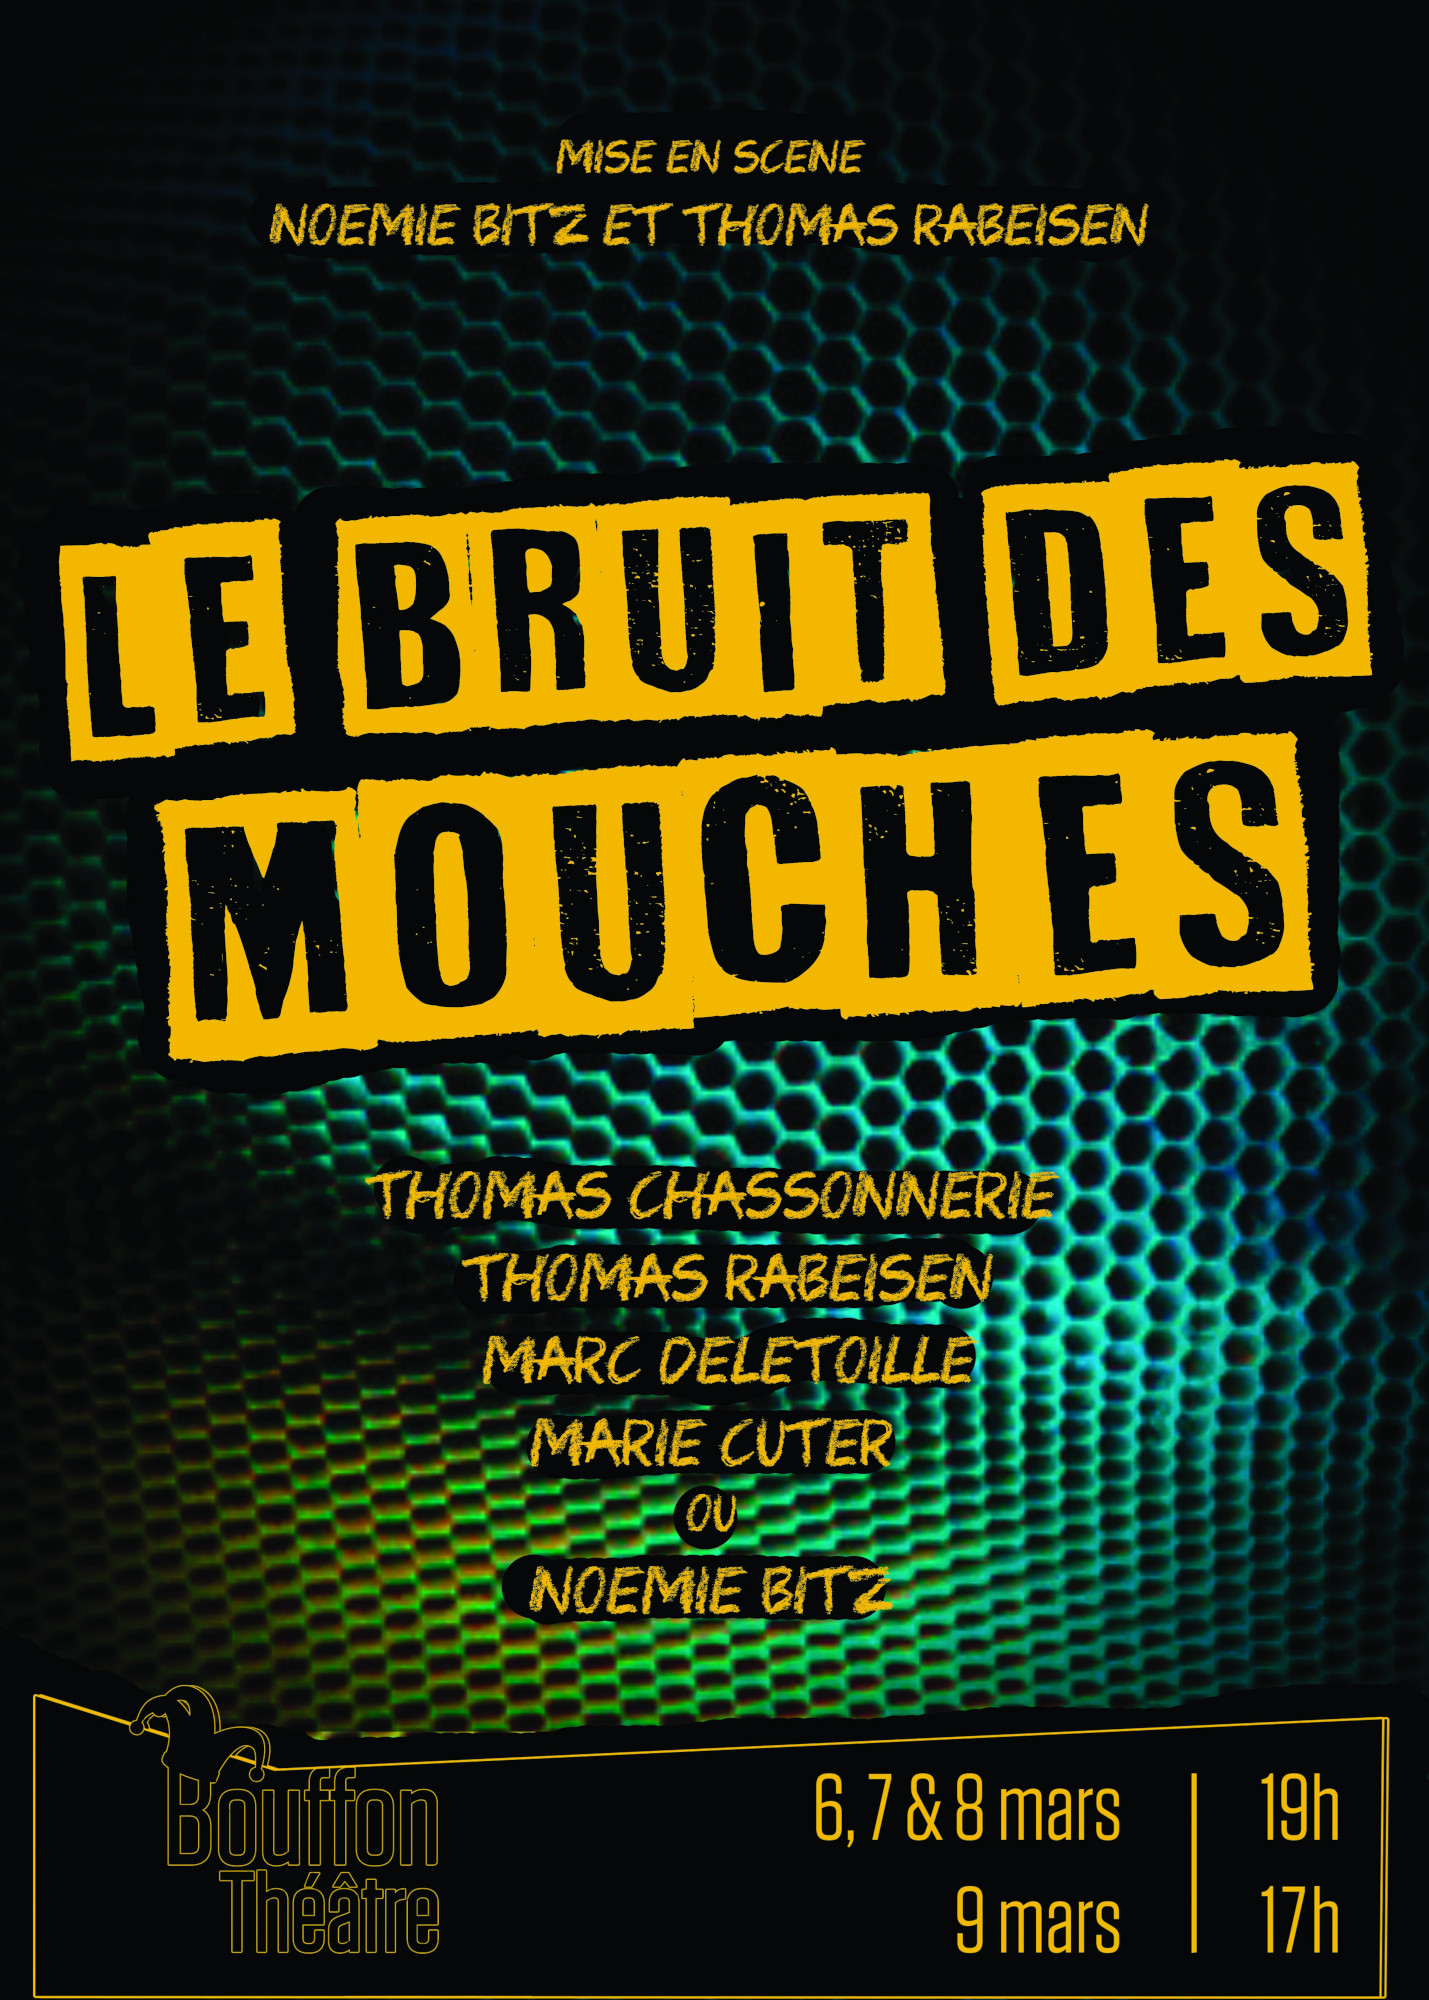 MISE EN SCENE
NOEMIE BITZ ET THOMAS RABEISEN
LE BRUIT DES
MOUCHES
THOMAS CHASSONNERIE
THOMAS RABEISEN
MARC DELETOILLE
MARIE CUTER
OU
NOEMIE BITZ
Bouffon
Théâtre
6, 7 & 8 mars | 19h
9 mars | 17h